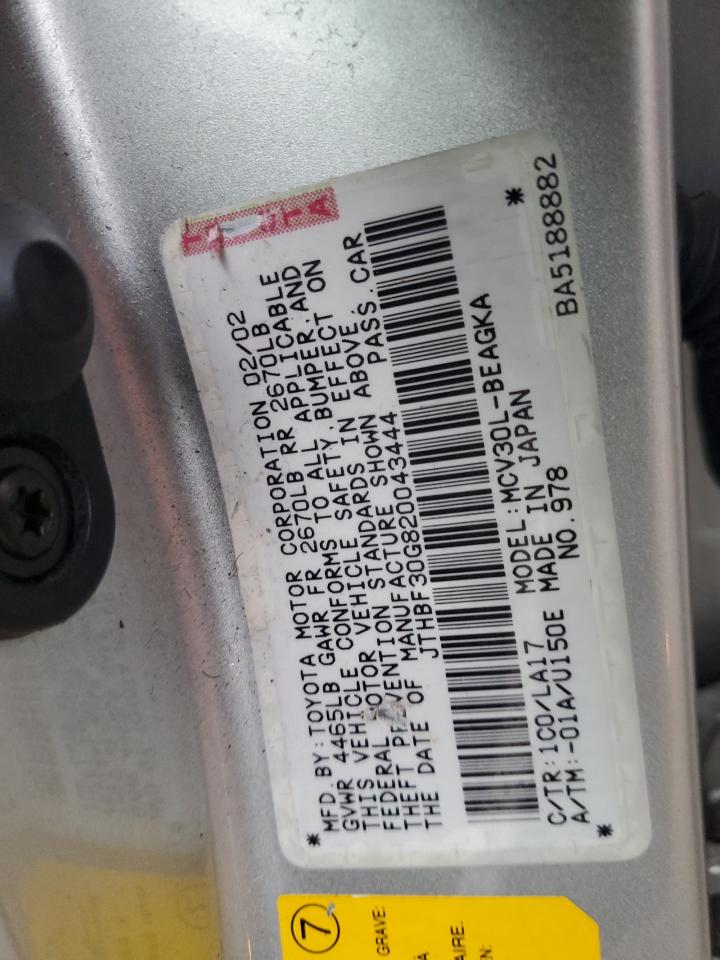 MFD. BY: TOYOTA MOTOR CORPORATION 02/02
GVWR 4465LB GAWR FR 2670LB RR 2670LB
THIS VEHICLE CONFORMS TO ALL APPLICABLE
FEDERAL MOTOR VEHICLE SAFETY, BUMPER, AND
THEFT PREVENTION STANDARDS IN EFFECT ON
THE DATE OF MANUFACTURE SHOWN ABOVE.
JTHBF30G820043444 PASS. CAR
C/TR: 1C0/LA17 MODEL: MCV30L-BEAGKA
A/TM: -01A/U150E MADE IN JAPAN
NO. 978
BA5188882
7
GRAVE:
À